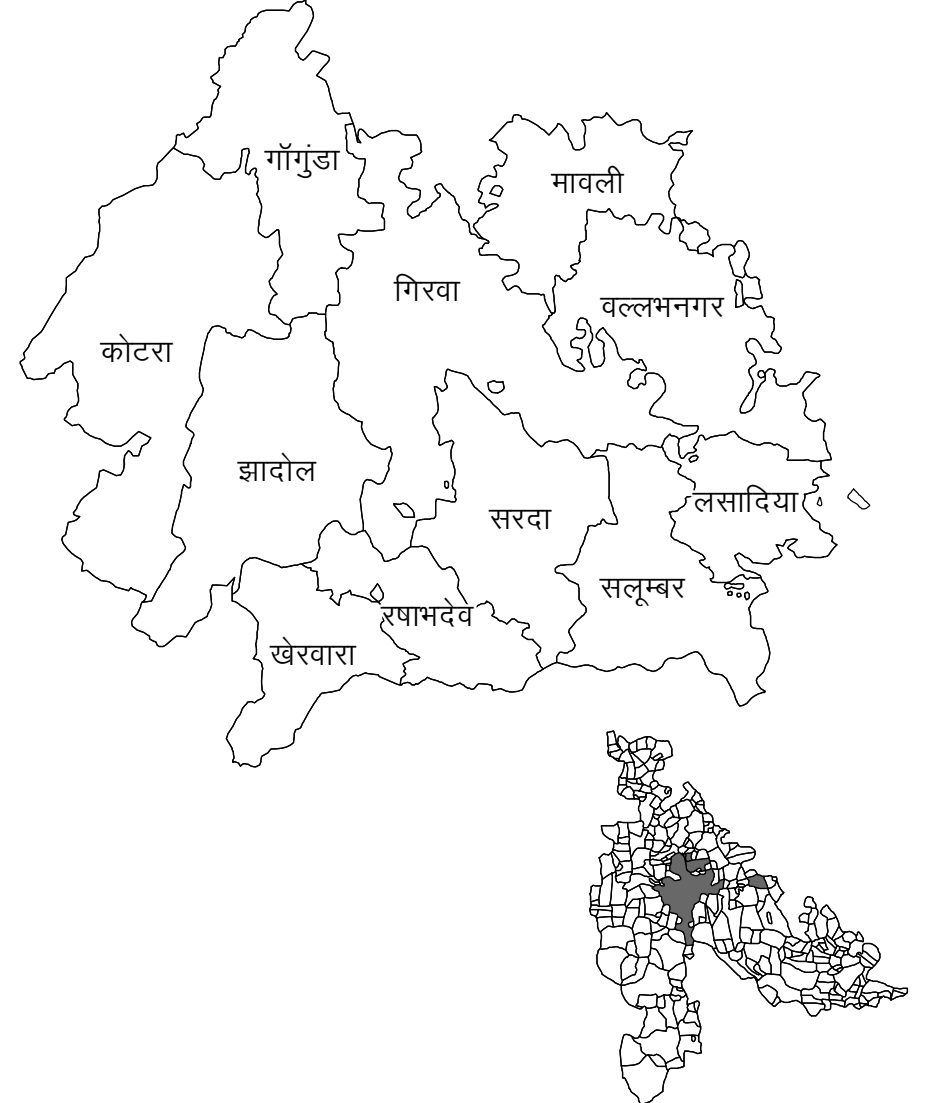 गॉगुंडा
मावली
गिरवा
वल्लभनगर
कोटरा
झादोल
लसादिया
सरदा
सलूम्बर
रषाभदेव
खेरवारा